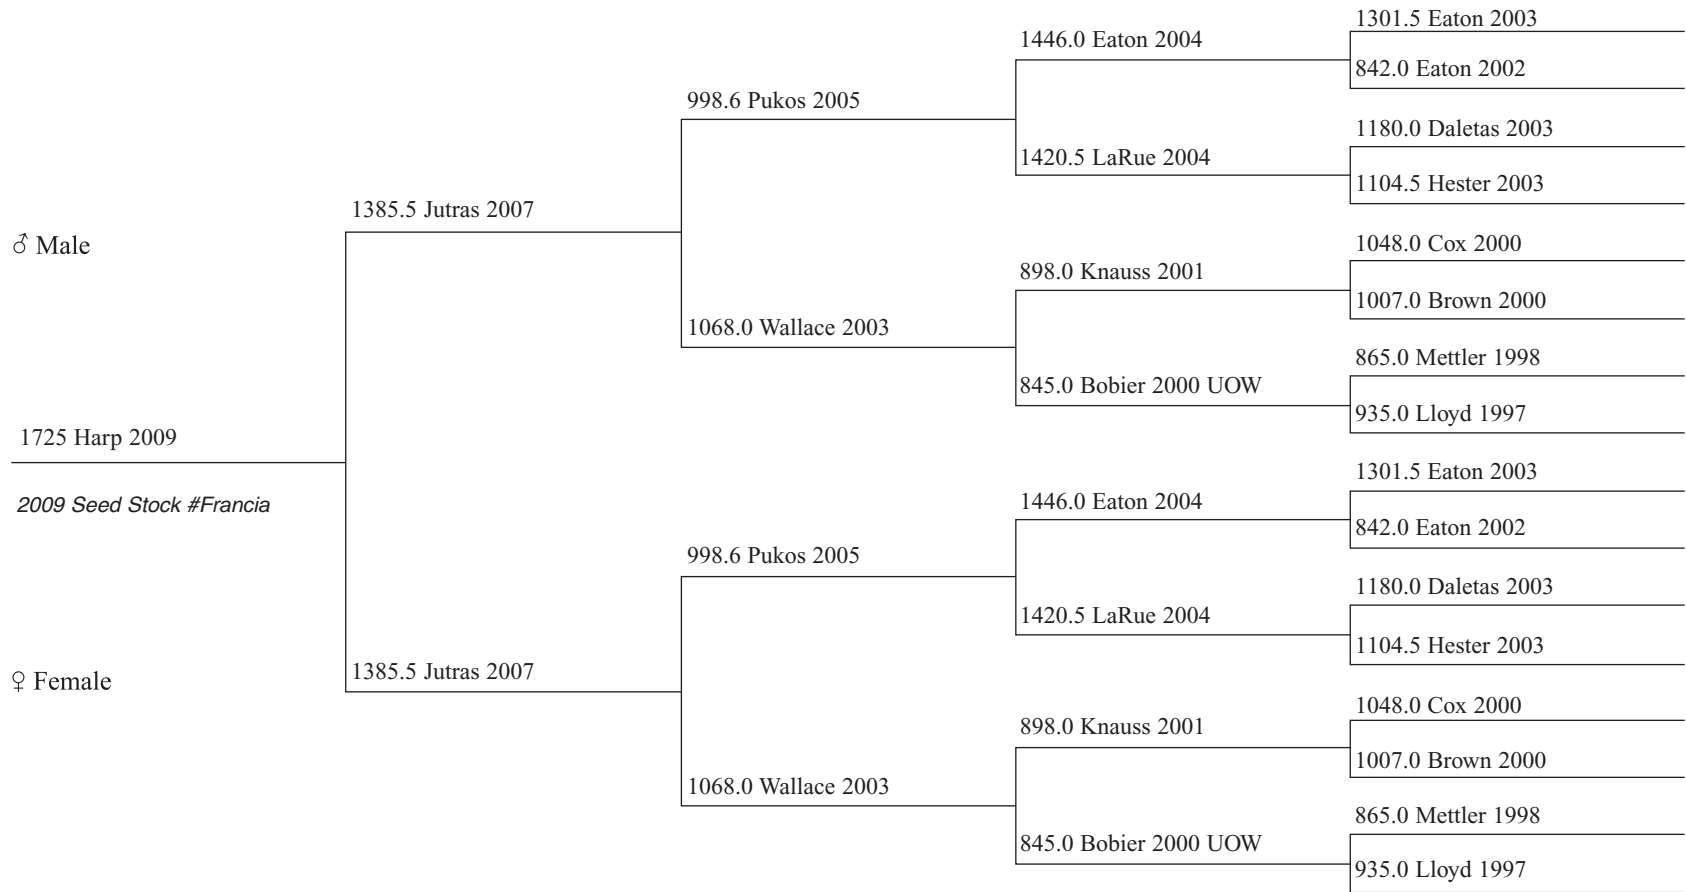 1301.5 Eaton 2003
1446.0 Eaton 2004
842.0 Eaton 2002
998.6 Pukos 2005
1180.0 Daletas 2003
1420.5 LaRue 2004
1104.5 Hester 2003
1385.5 Jutras 2007
♂ Male
1048.0 Cox 2000
898.0 Knauss 2001
1007.0 Brown 2000
1068.0 Wallace 2003
865.0 Mettler 1998
845.0 Bobier 2000 UOW
935.0 Lloyd 1997
1725 Harp 2009
1301.5 Eaton 2003
2009 Seed Stock #Francia
1446.0 Eaton 2004
842.0 Eaton 2002
998.6 Pukos 2005
1180.0 Daletas 2003
1420.5 LaRue 2004
1104.5 Hester 2003
1385.5 Jutras 2007
♀ Female
1048.0 Cox 2000
898.0 Knauss 2001
1007.0 Brown 2000
1068.0 Wallace 2003
865.0 Mettler 1998
845.0 Bobier 2000 UOW
935.0 Lloyd 1997